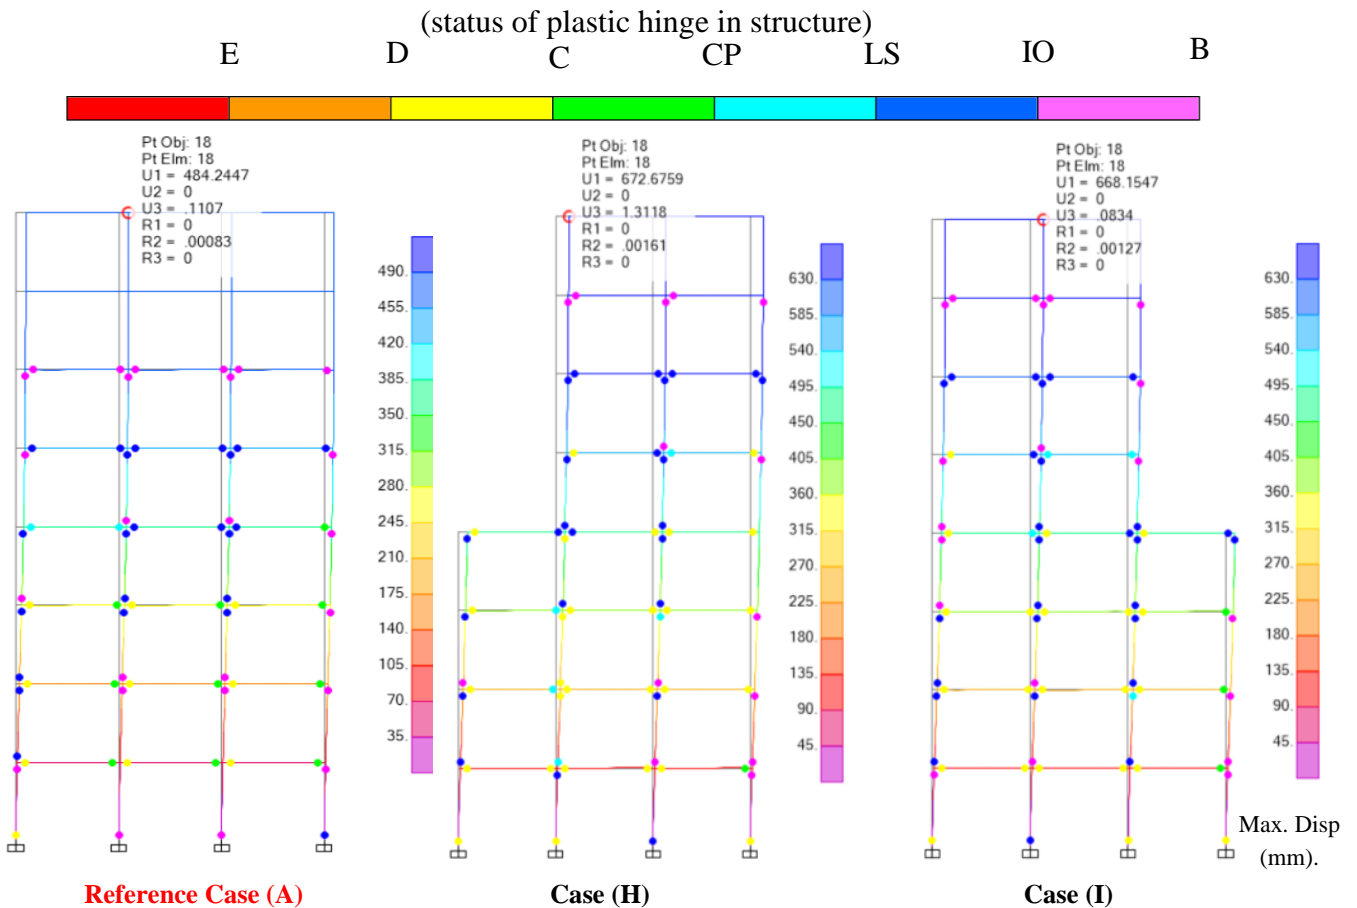 (status of plastic hinge in structure)
E D C CP LS IO B
Pt Obj: 18
Pt Elm: 18
U1 = 484.2447
U2 = 0
U3 = .1107
R1 = 0
R2 = .00083
R3 = 0
490.
455.
420.
385.
350.
315.
280.
245.
210.
175.
140.
105.
70.
35.
Reference Case (A)
Pt Obj: 18
Pt Elm: 18
U1 = 672.6759
U2 = 0
U3 = 1.3118
R1 = 0
R2 = .00161
R3 = 0
630.
585.
540.
495.
450.
405.
360.
315.
270.
225.
180.
135.
90.
45.
Case (H)
Pt Obj: 18
Pt Elm: 18
U1 = 668.1547
U2 = 0
U3 = .0834
R1 = 0
R2 = .00127
R3 = 0
630.
585.
540.
495.
450.
405.
360.
315.
270.
225.
180.
135.
90.
45.
Max. Disp
(mm).
Case (I)